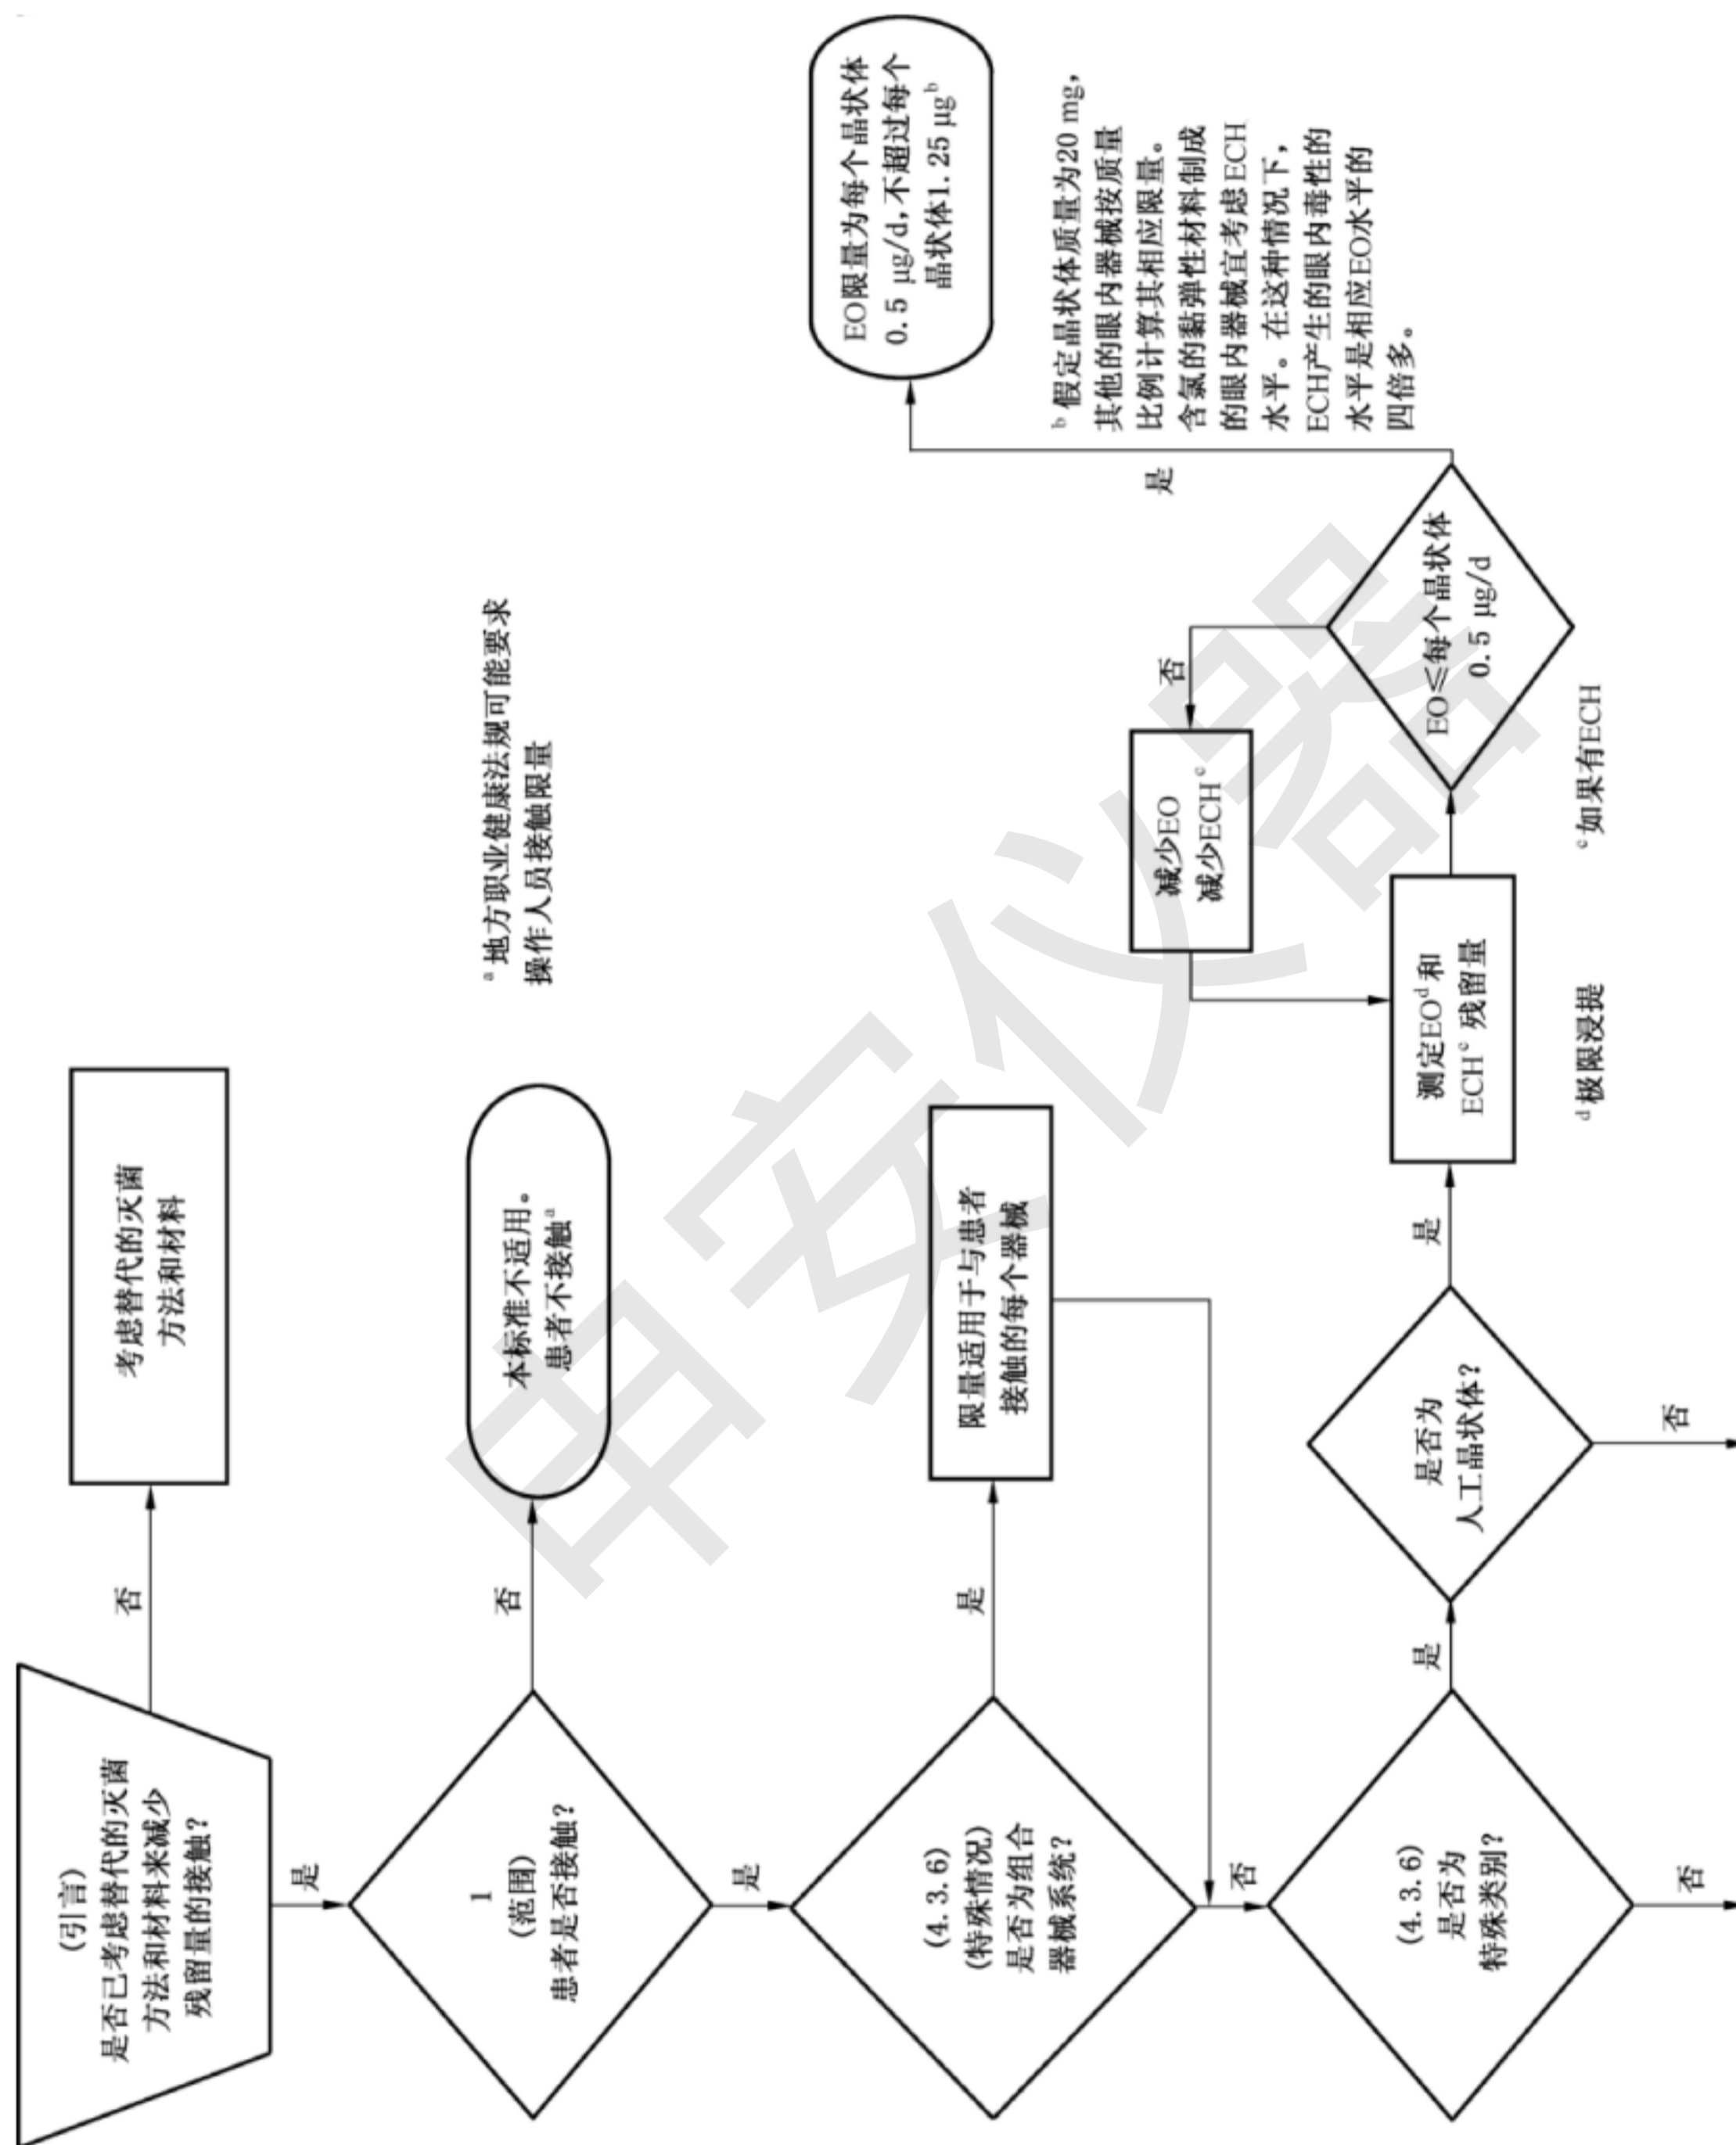 (引言)
是否已考虑替代的灭菌
方法和材料来减少
残留量的接触?
否
考虑替代的灭菌
方法和材料
是
1
(范围)
患者是否接触?
否
本标准不适用。
患者不接触a
a 地方职业健康法规可能要求
操作人员接触限量
是
(4.3.6)
(特殊情况)
是否为组合
器械系统?
是
限量适用于与患者
接触的每个器械
否
(4.3.6)
是否为
特殊类别?
是
是否为
人工晶状体?
是
测定EOd和
ECHc 残留量
减少EO
减少ECHc
否
EO≤每个晶状体
0.5 μg/d
是
EO限量为每个晶状体
0.5 μg/d,不超过每个
晶状体1.25 μgb
b 假定晶状体质量为20 mg,
其他的眼内器械按质量
比例计算其相应限量。
含氯的黏弹性材料制成
的眼内器械宜考虑ECH
水平。在这种情况下,
ECH产生的眼内毒性的
水平是相应EO水平的
四倍多。
d 极限浸提
c 如果有ECH
否
否
甲安仪器